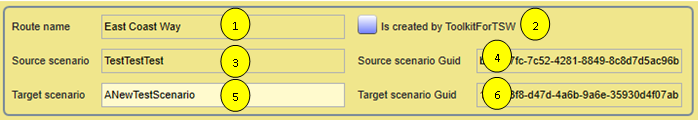 Route name East Coast Way 1 Is created by ToolkitForTSW 2
Source scenario TestTestTest 3 Source scenario Guid 4 7fc-7c52-4281-8849-8c8d7d5ac96b
Target scenario ANewTestScenario 5 Target scenario Guid 6 8f8-d47d-4a6b-9a6e-35930d4f07ab